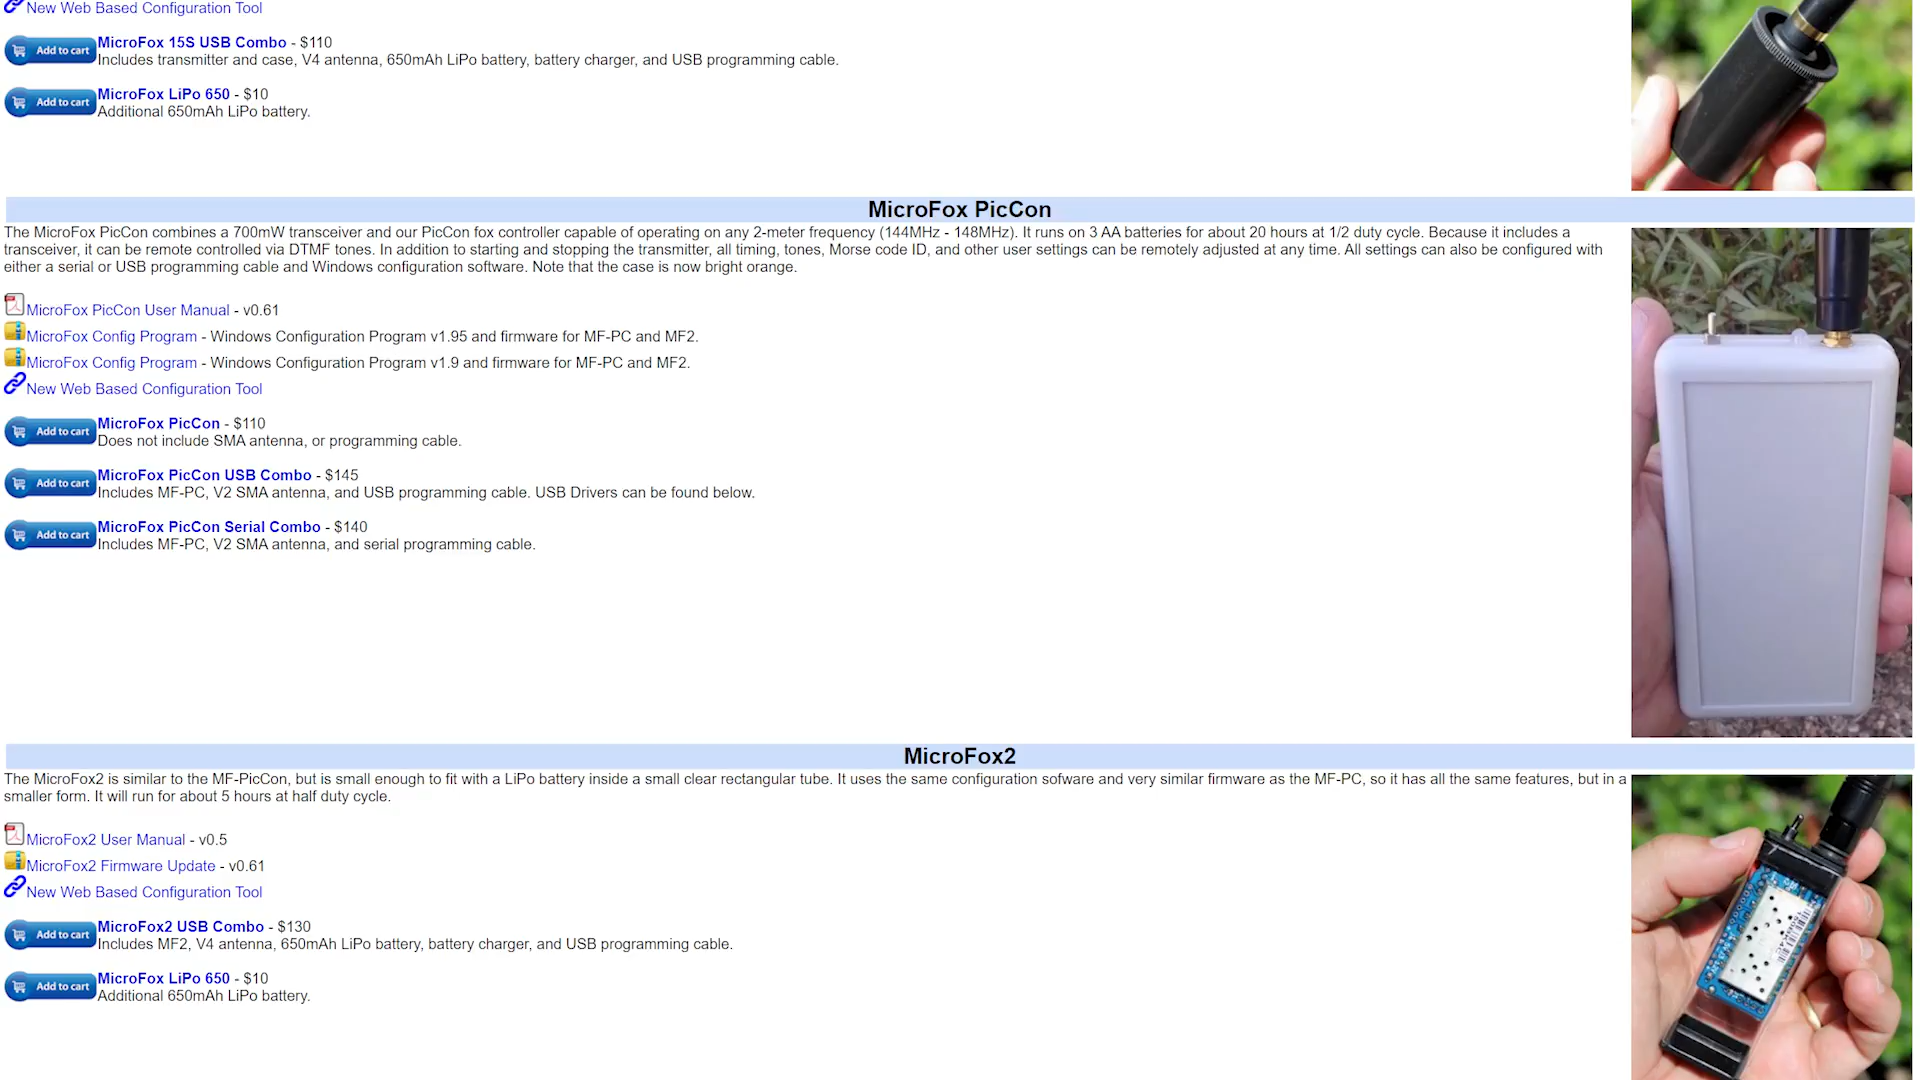 New Web Based Configuration Tool
Add to cart MicroFox 15S USB Combo - $110
Includes transmitter and case, V4 antenna, 650mAh LiPo battery, battery charger, and USB programming cable.
Add to cart MicroFox LiPo 650 - $10
Additional 650mAh LiPo battery.
MicroFox PicCon
The MicroFox PicCon combines a 700mW transceiver and our PicCon fox controller capable of operating on any 2-meter frequency (144MHz - 148MHz). It runs on 3 AA batteries for about 20 hours at 1/2 duty cycle. Because it includes a
transceiver, it can be remote controlled via DTMF tones. In addition to starting and stopping the transmitter, all timing, tones, Morse code ID, and other user settings can be remotely adjusted at any time. All settings can also be configured with
either a serial or USB programming cable and Windows configuration software. Note that the case is now bright orange.
MicroFox PicCon User Manual - v0.61
MicroFox Config Program - Windows Configuration Program v1.95 and firmware for MF-PC and MF2.
MicroFox Config Program - Windows Configuration Program v1.9 and firmware for MF-PC and MF2.
New Web Based Configuration Tool
Add to cart MicroFox PicCon - $110
Does not include SMA antenna, or programming cable.
Add to cart MicroFox PicCon USB Combo - $145
Includes MF-PC, V2 SMA antenna, and USB programming cable. USB Drivers can be found below.
Add to cart MicroFox PicCon Serial Combo - $140
Includes MF-PC, V2 SMA antenna, and serial programming cable.
MicroFox2
The MicroFox2 is similar to the MF-PicCon, but is small enough to fit with a LiPo battery inside a small clear rectangular tube. It uses the same configuration sofware and very similar firmware as the MF-PC, so it has all the same features, but in a
smaller form. It will run for about 5 hours at half duty cycle.
MicroFox2 User Manual - v0.5
MicroFox2 Firmware Update - v0.61
New Web Based Configuration Tool
Add to cart MicroFox2 USB Combo - $130
Includes MF2, V4 antenna, 650mAh LiPo battery, battery charger, and USB programming cable.
Add to cart MicroFox LiPo 650 - $10
Additional 650mAh LiPo battery.